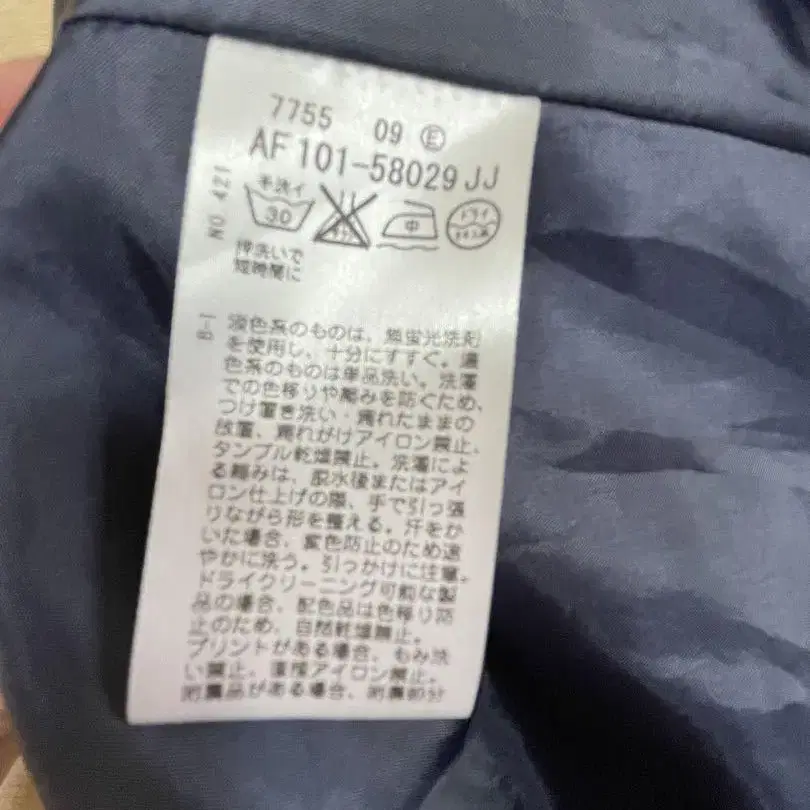 7755 09 Ⓔ
AF101-58029JJ
NO. 421
手洗イ
30
中
ドライ
押洗いで
短時間に
B-1
淡色系のものは、無蛍光洗剤
を使用し、十分にすすぐ。濃
色系のものは単品洗い。洗濯
での色移りや縮みを防ぐため、
つけ置き洗い・濡れたままの
放置、濡れがけアイロン禁止、
タンブル乾燥禁止。洗濯によ
る縮みは、脱水後またはアイ
ロン仕上げの際、手で引っ張
りながら形を整える。汗をか
いた場合、変色防止のため速
やかに洗う。引っかけに注意。
ドライクリーニング可能な製
品の場合、配色品は色移り防
止のため、自然乾燥禁止。
プリントがある場合、もみ洗
い禁止、直接アイロン禁止。
附属品がある場合、附属部分